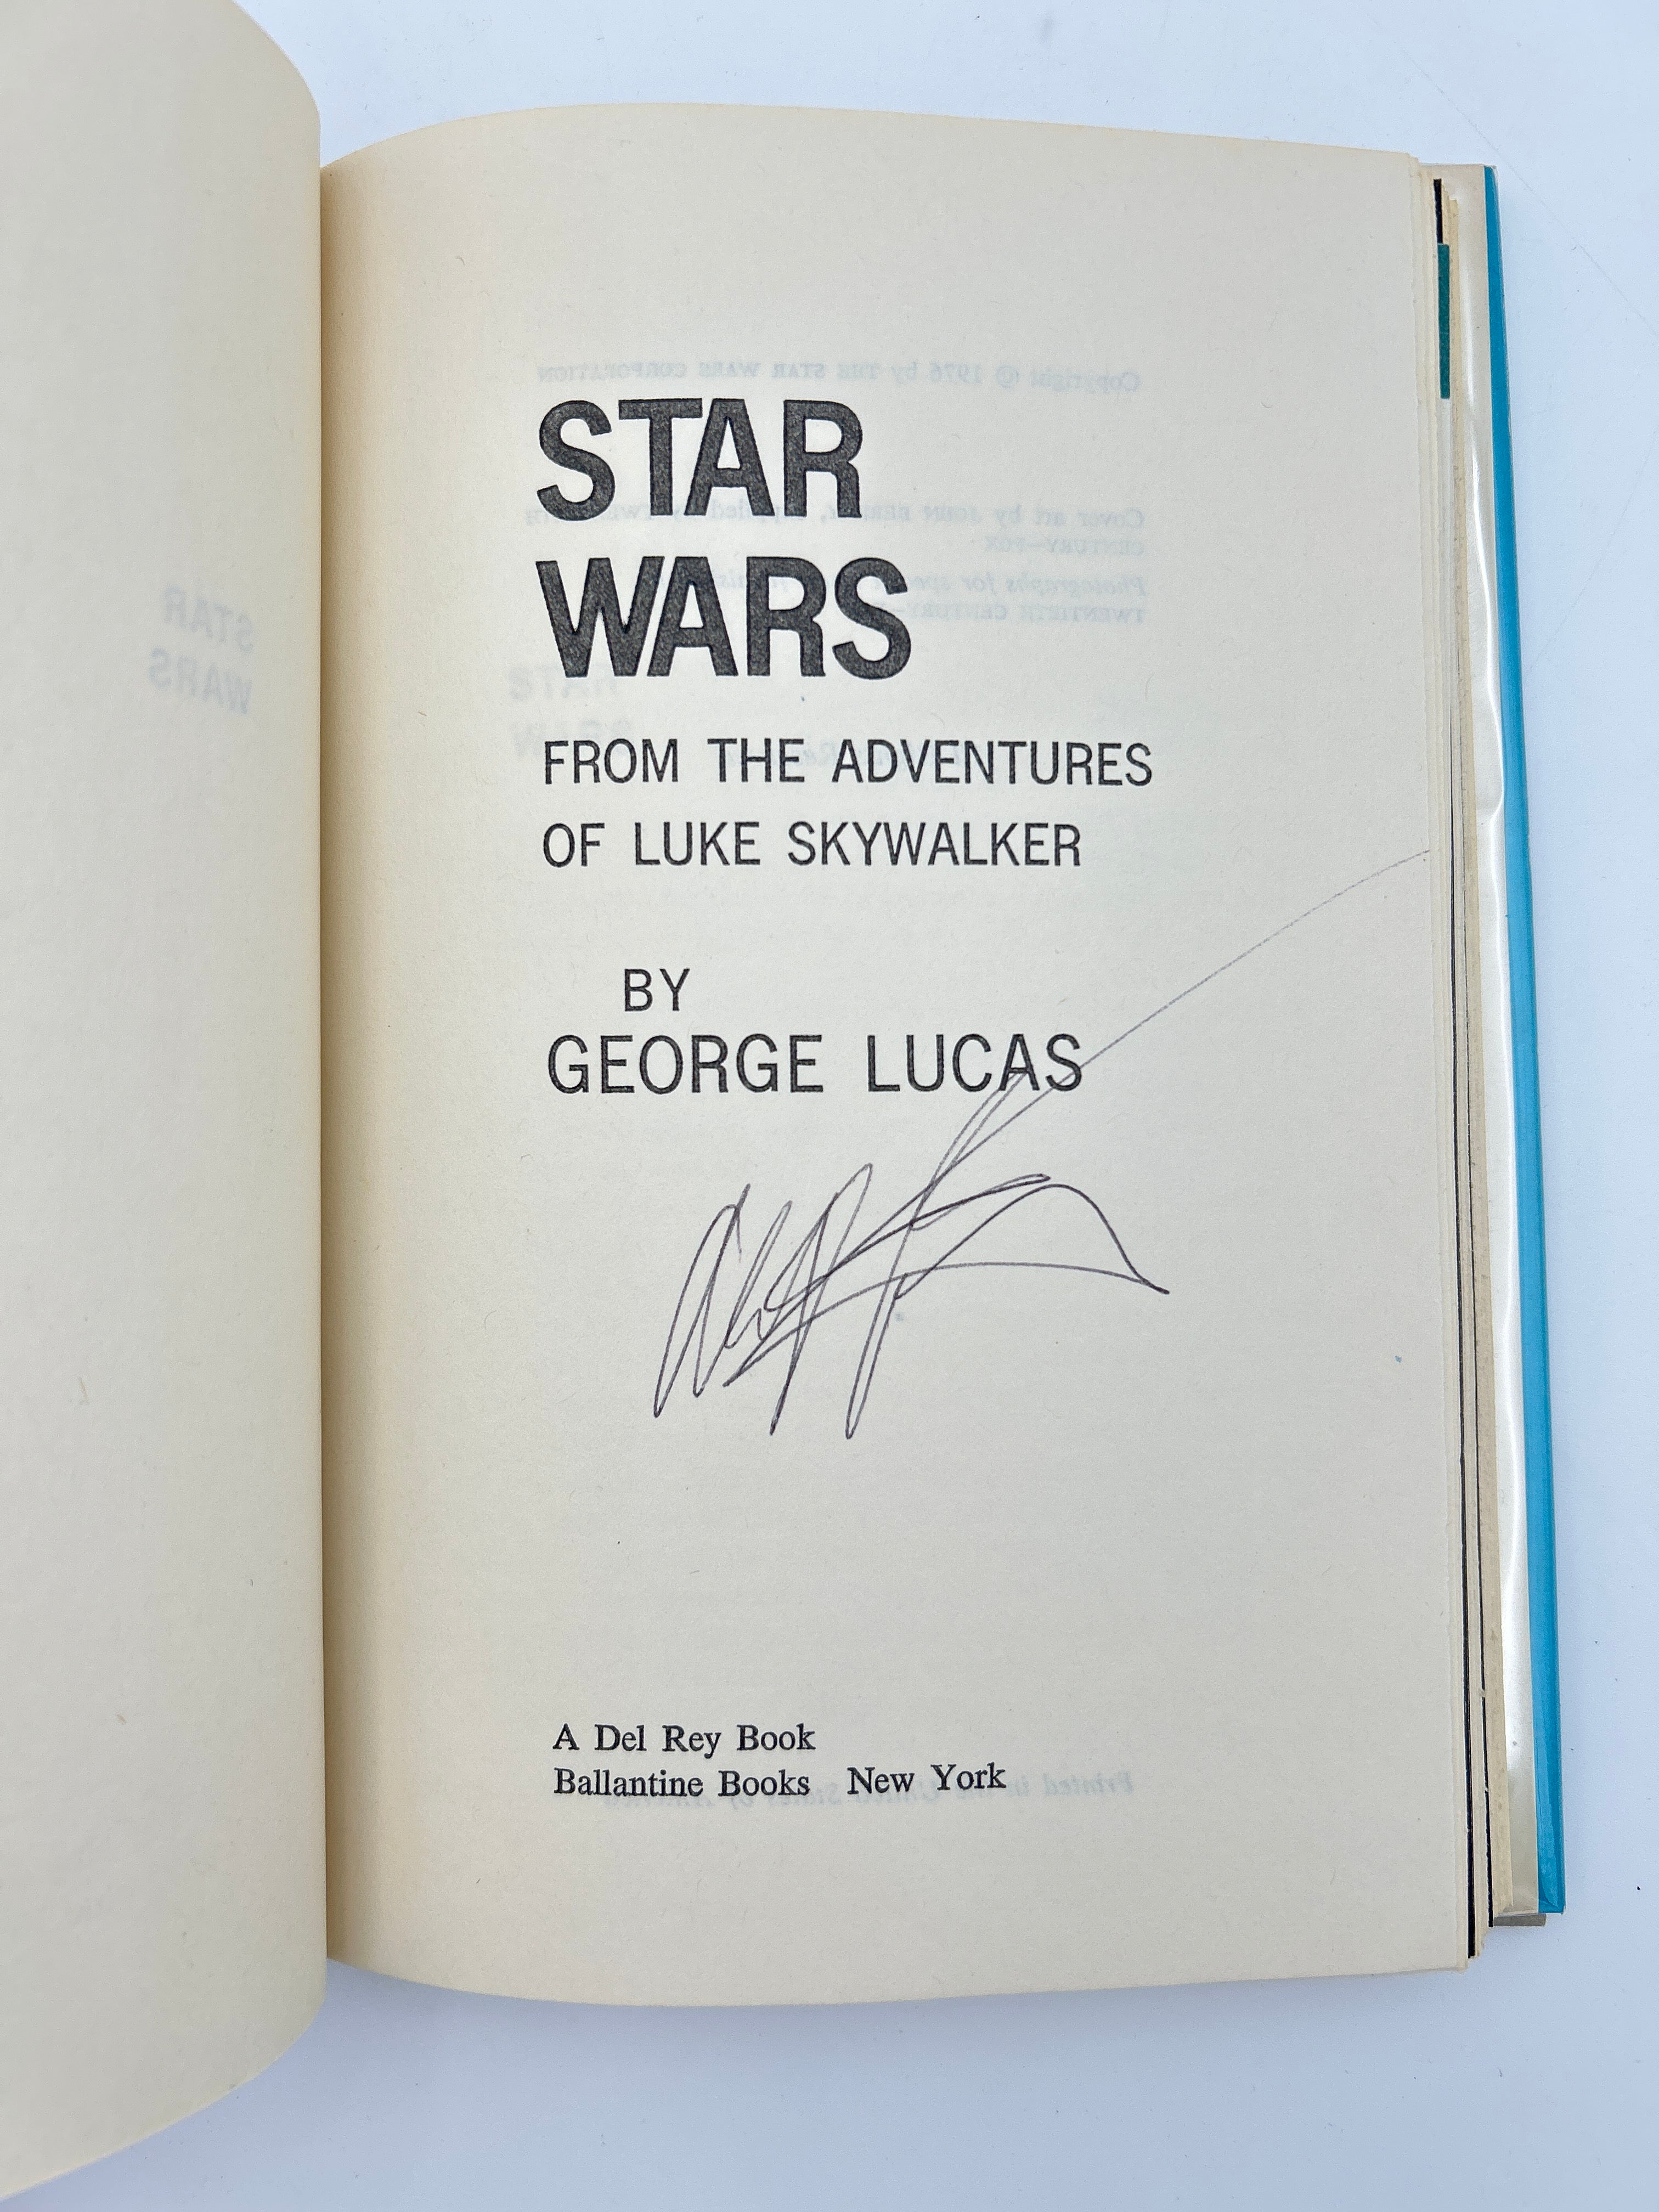 STAR
WARS
FROM THE ADVENTURES
OF LUKE SKYWALKER
BY
GEORGE LUCAS
A Del Rey Book
Ballantine Books New York